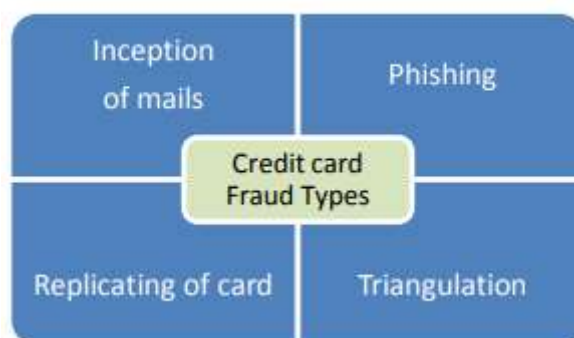 Inception
of mails
Phishing
Credit card
Fraud Types
Replicating of card
Triangulation